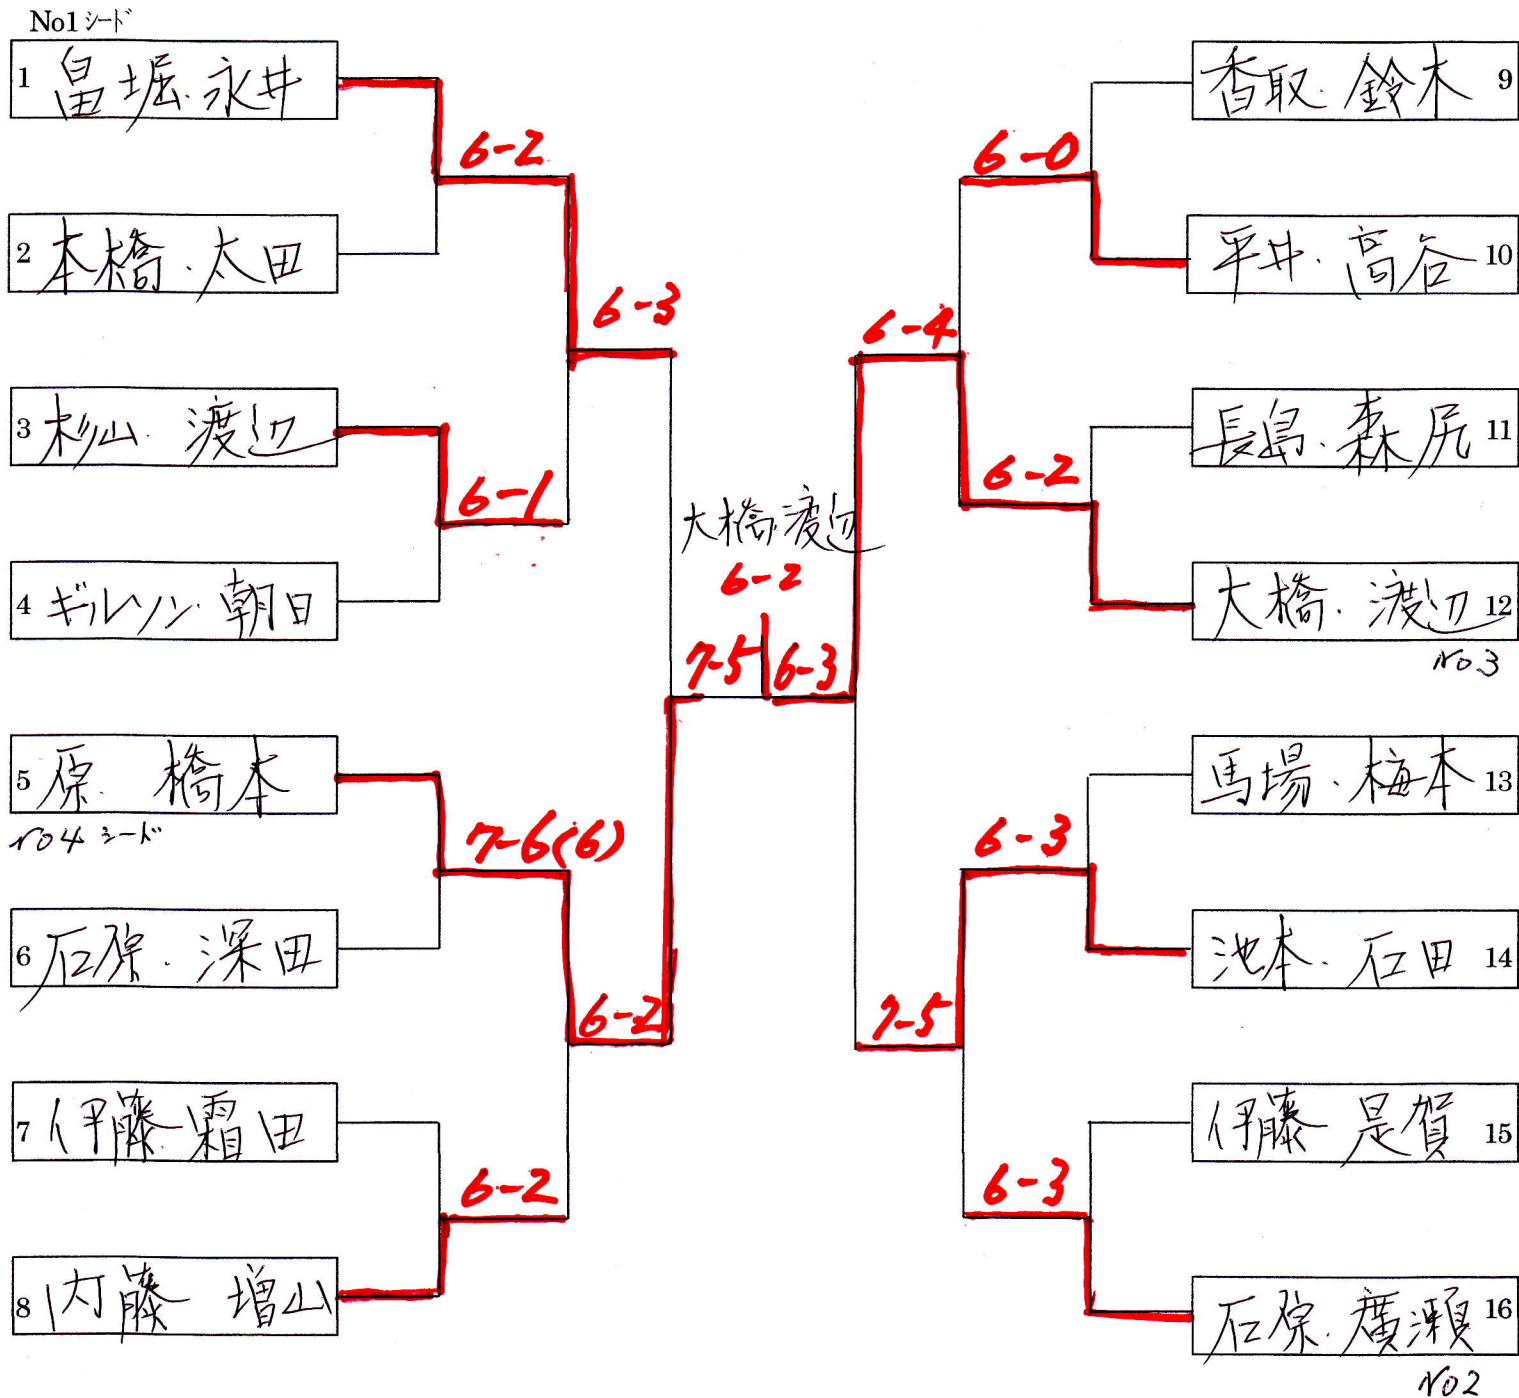 No1 シード
1 畠堀・永井
6-2
2 本橋・太田
6-3
3 杉山・渡辺
6-1
4 ギルソン・朝日
5 原・橋本
No4 シード
7-6(6)
6 石原・深田
6-2
7 伊藤・霜田
6-2
8 内藤 増山
大橋・渡辺
6-2
7-5
6-3
香取・鈴木 9
6-0
平井・高谷 10
6-4
長島・森尻 11
6-2
大橋・渡辺 12
No3
馬場・梅本 13
6-3
池本・石田 14
7-5
伊藤 是賀 15
6-3
石原・廣瀬 16
No2